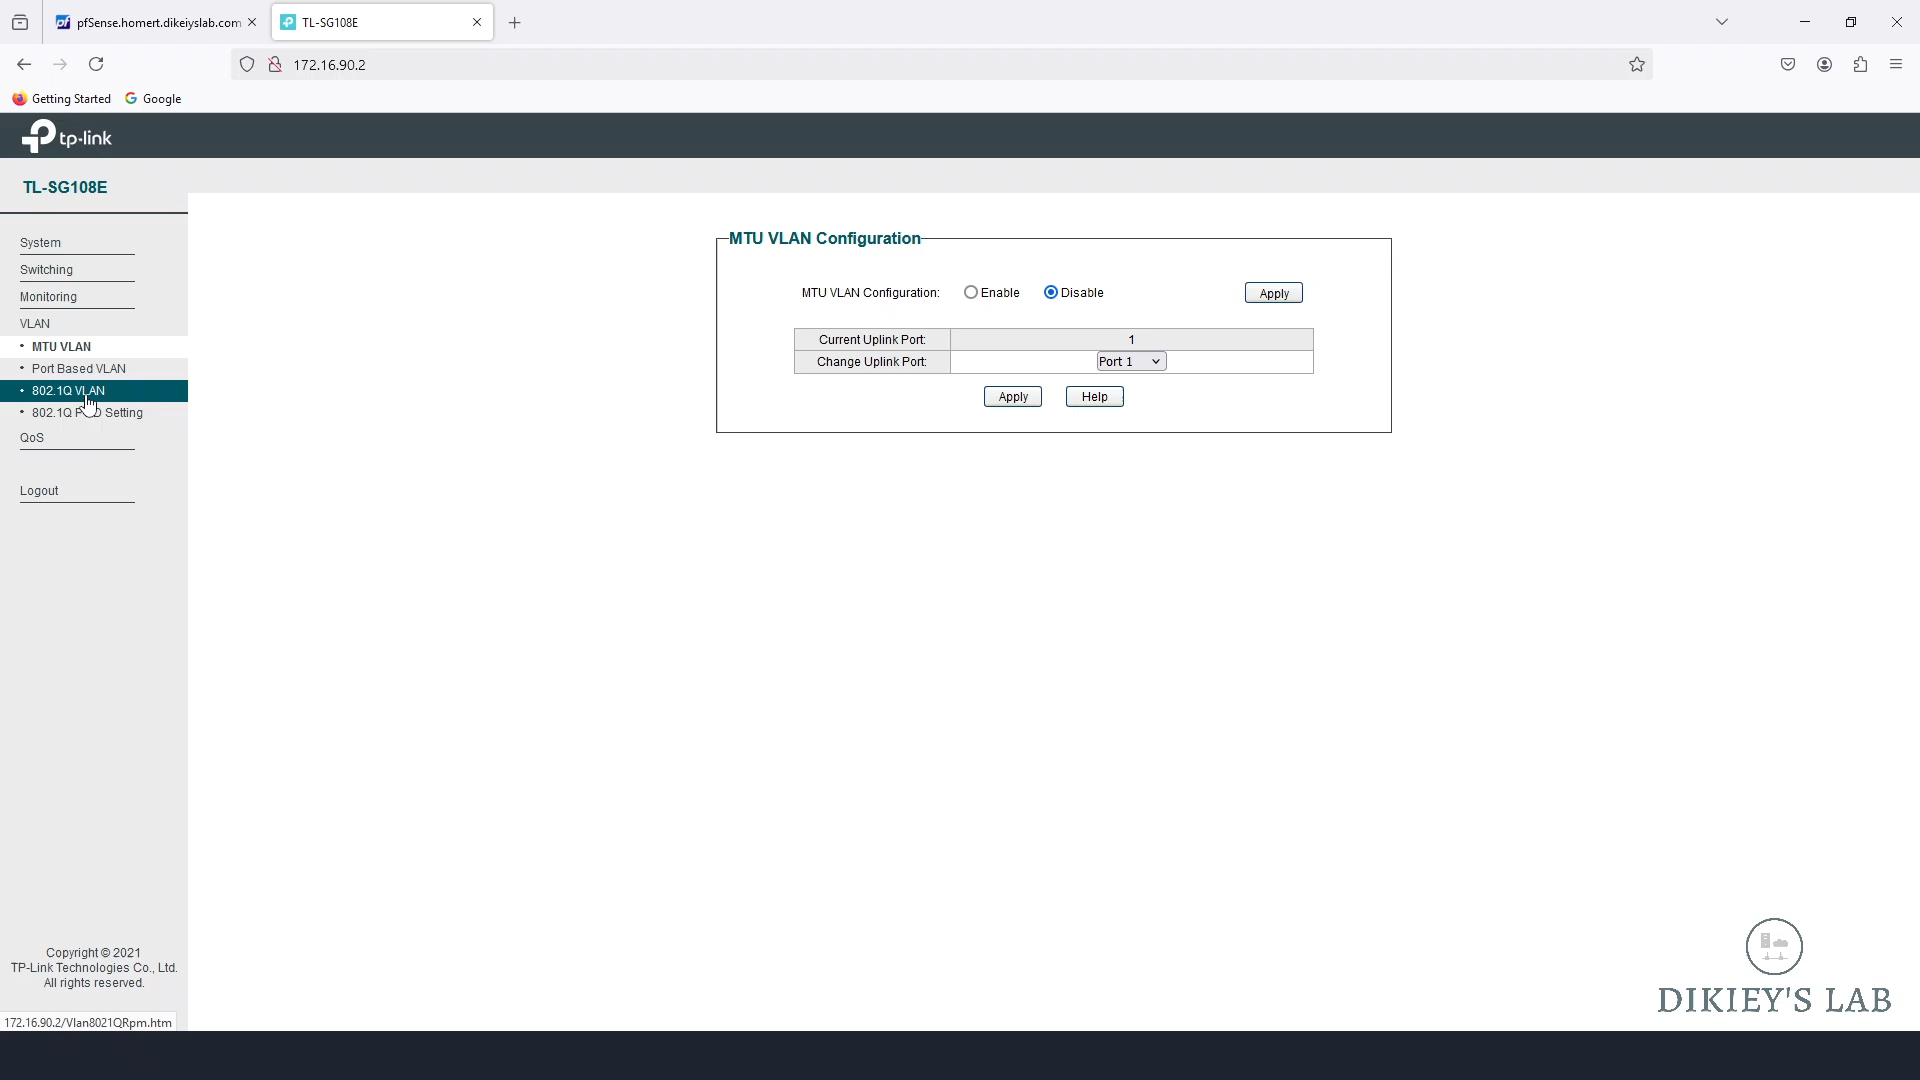 pfSense.homert.dikeiyslab.com
TL-SG108E
172.16.90.2
Getting Started
Google
tp-link
TL-SG108E
System
Switching
Monitoring
VLAN
MTU VLAN
Port Based VLAN
802.1Q VLAN
802.1Q P D Setting
QoS
Logout
MTU VLAN Configuration
MTU VLAN Configuration: Enable Disable Apply
Current Uplink Port: 1
Change Uplink Port: Port 1
Apply Help
Copyright © 2021
TP-Link Technologies Co., Ltd.
All rights reserved.
172.16.90.2/Vlan8021QRpm.htm
DIKIEY'S LAB